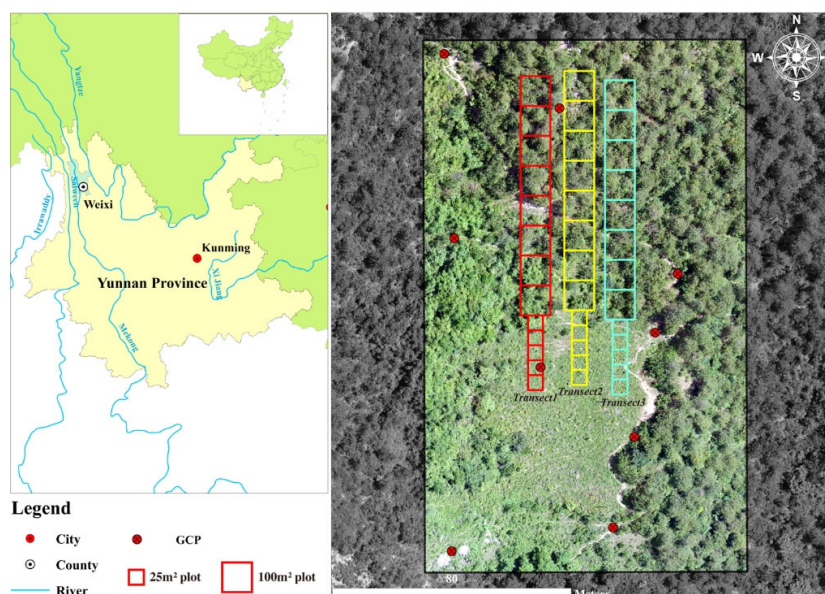 Yangtze
Salween
Weixi
Irrawaddy
Kunming
Yunnan Province
Xi Jiang
Mekong
Legend
City
GCP
County
25m² plot
100m² plot
River
N
W
E
S
Transect1
Transect2
Transect3
80
Meters